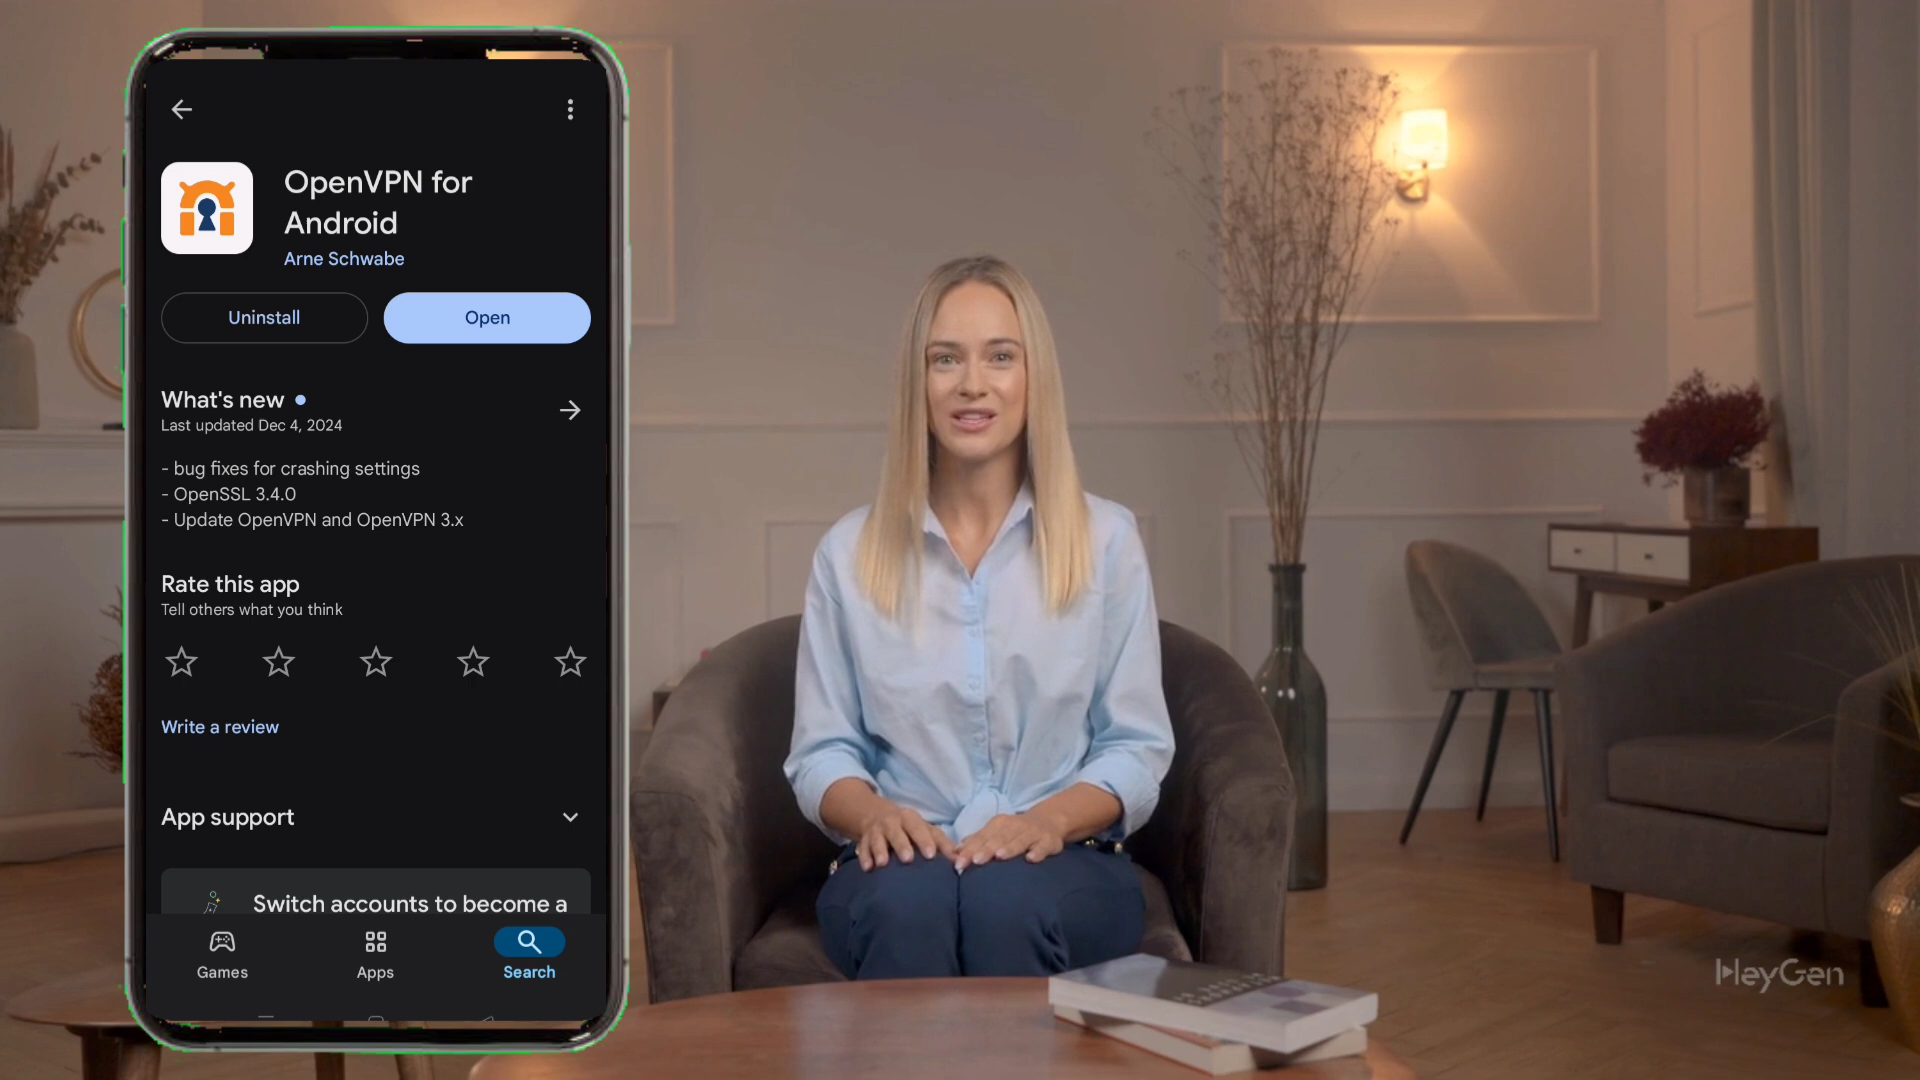 OpenVPN for
Android
Arne Schwabe
Uninstall
Open
What's new
Last updated Dec 4, 2024
- bug fixes for crashing settings
- OpenSSL 3.4.0
- Update OpenVPN and OpenVPN 3.x
Rate this app
Tell others what you think
Write a review
App support
Switch accounts to become a
Games
Apps
Search
HeyGen